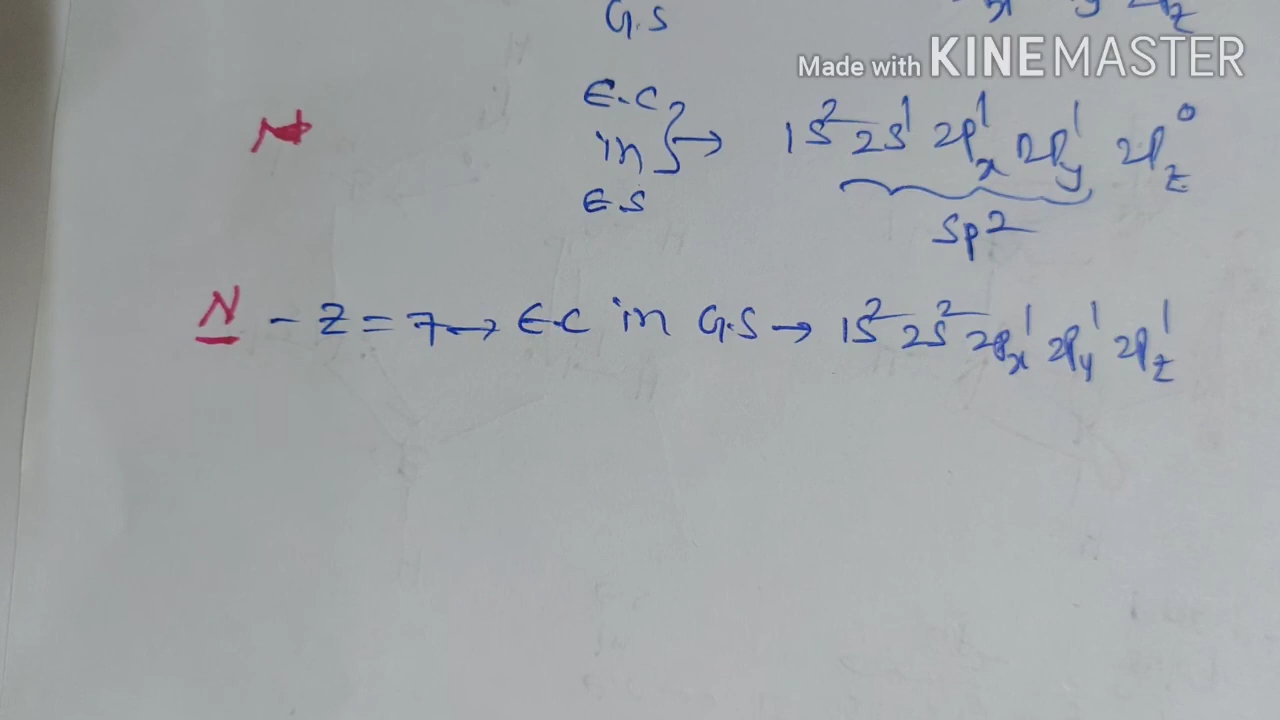 G.S
Made with KINEMASTER
E.C
in } → 1S² 2S¹ 2Pₓ¹ 2Py¹ 2Pz⁰
E S
SP²
N - Z = 7 → E.C in G.S → 1S² 2S² 2Pₓ¹ 2Py¹ 2Pz¹